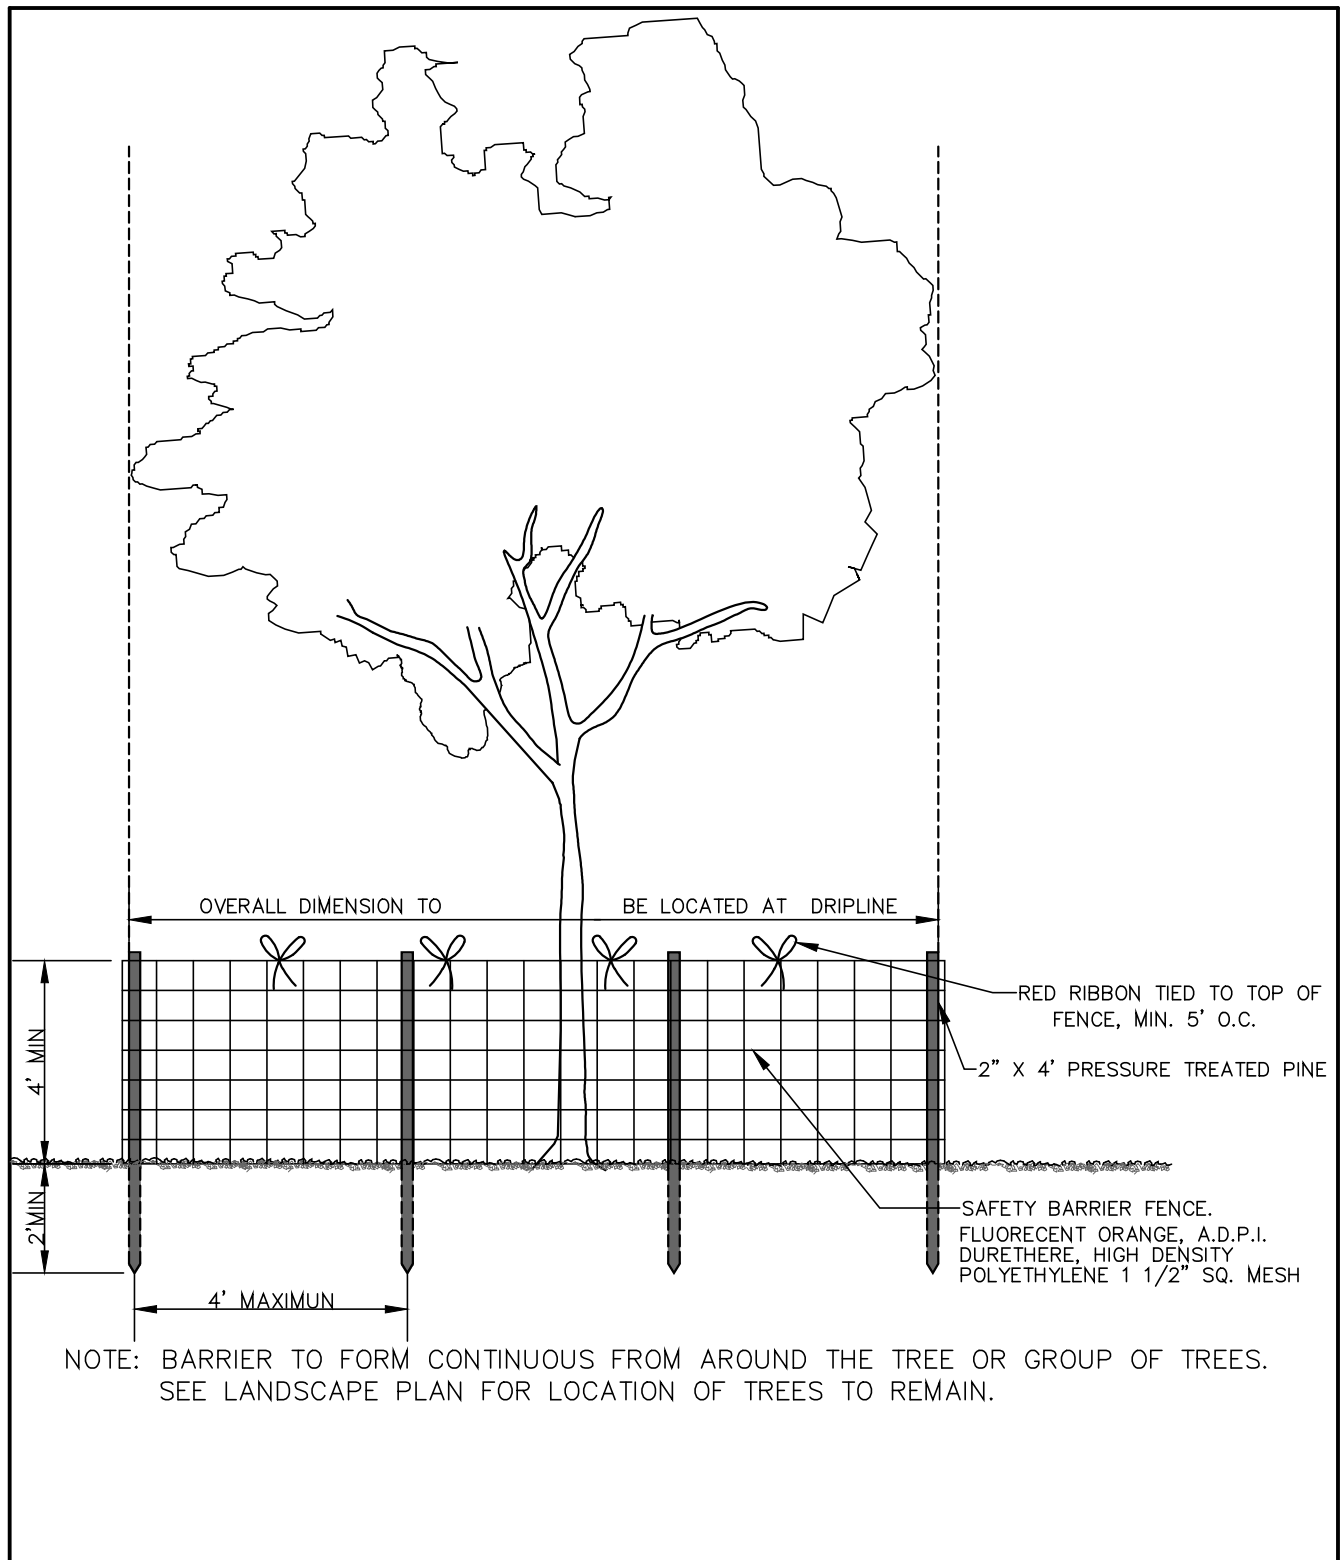 OVERALL DIMENSION TO BE LOCATED AT DRIPLINE
RED RIBBON TIED TO TOP OF
FENCE, MIN. 5' O.C.
4' MIN
2" X 4' PRESSURE TREATED PINE
2'MIN
SAFETY BARRIER FENCE.
FLUORECENT ORANGE, A.D.P.I.
DURETHERE, HIGH DENSITY
POLYETHYLENE 1 1/2" SQ. MESH
4' MAXIMUN
NOTE: BARRIER TO FORM CONTINUOUS FROM AROUND THE TREE OR GROUP OF TREES.
SEE LANDSCAPE PLAN FOR LOCATION OF TREES TO REMAIN.